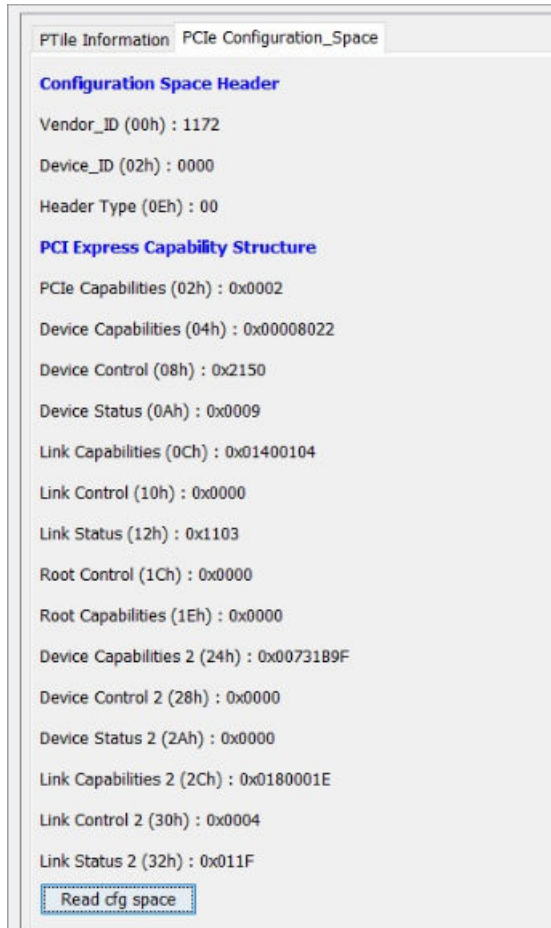 PTile Information PCIe Configuration_Space
Configuration Space Header
Vendor_ID (00h) : 1172
Device_ID (02h) : 0000
Header Type (0Eh) : 00
PCI Express Capability Structure
PCIe Capabilities (02h) : 0x0002
Device Capabilities (04h) : 0x00008022
Device Control (08h) : 0x2150
Device Status (0Ah) : 0x0009
Link Capabilities (0Ch) : 0x01400104
Link Control (10h) : 0x0000
Link Status (12h) : 0x1103
Root Control (1Ch) : 0x0000
Root Capabilities (1Eh) : 0x0000
Device Capabilities 2 (24h) : 0x00731B9F
Device Control 2 (28h) : 0x0000
Device Status 2 (2Ah) : 0x0000
Link Capabilities 2 (2Ch) : 0x0180001E
Link Control 2 (30h) : 0x0004
Link Status 2 (32h) : 0x011F
Read cfg space